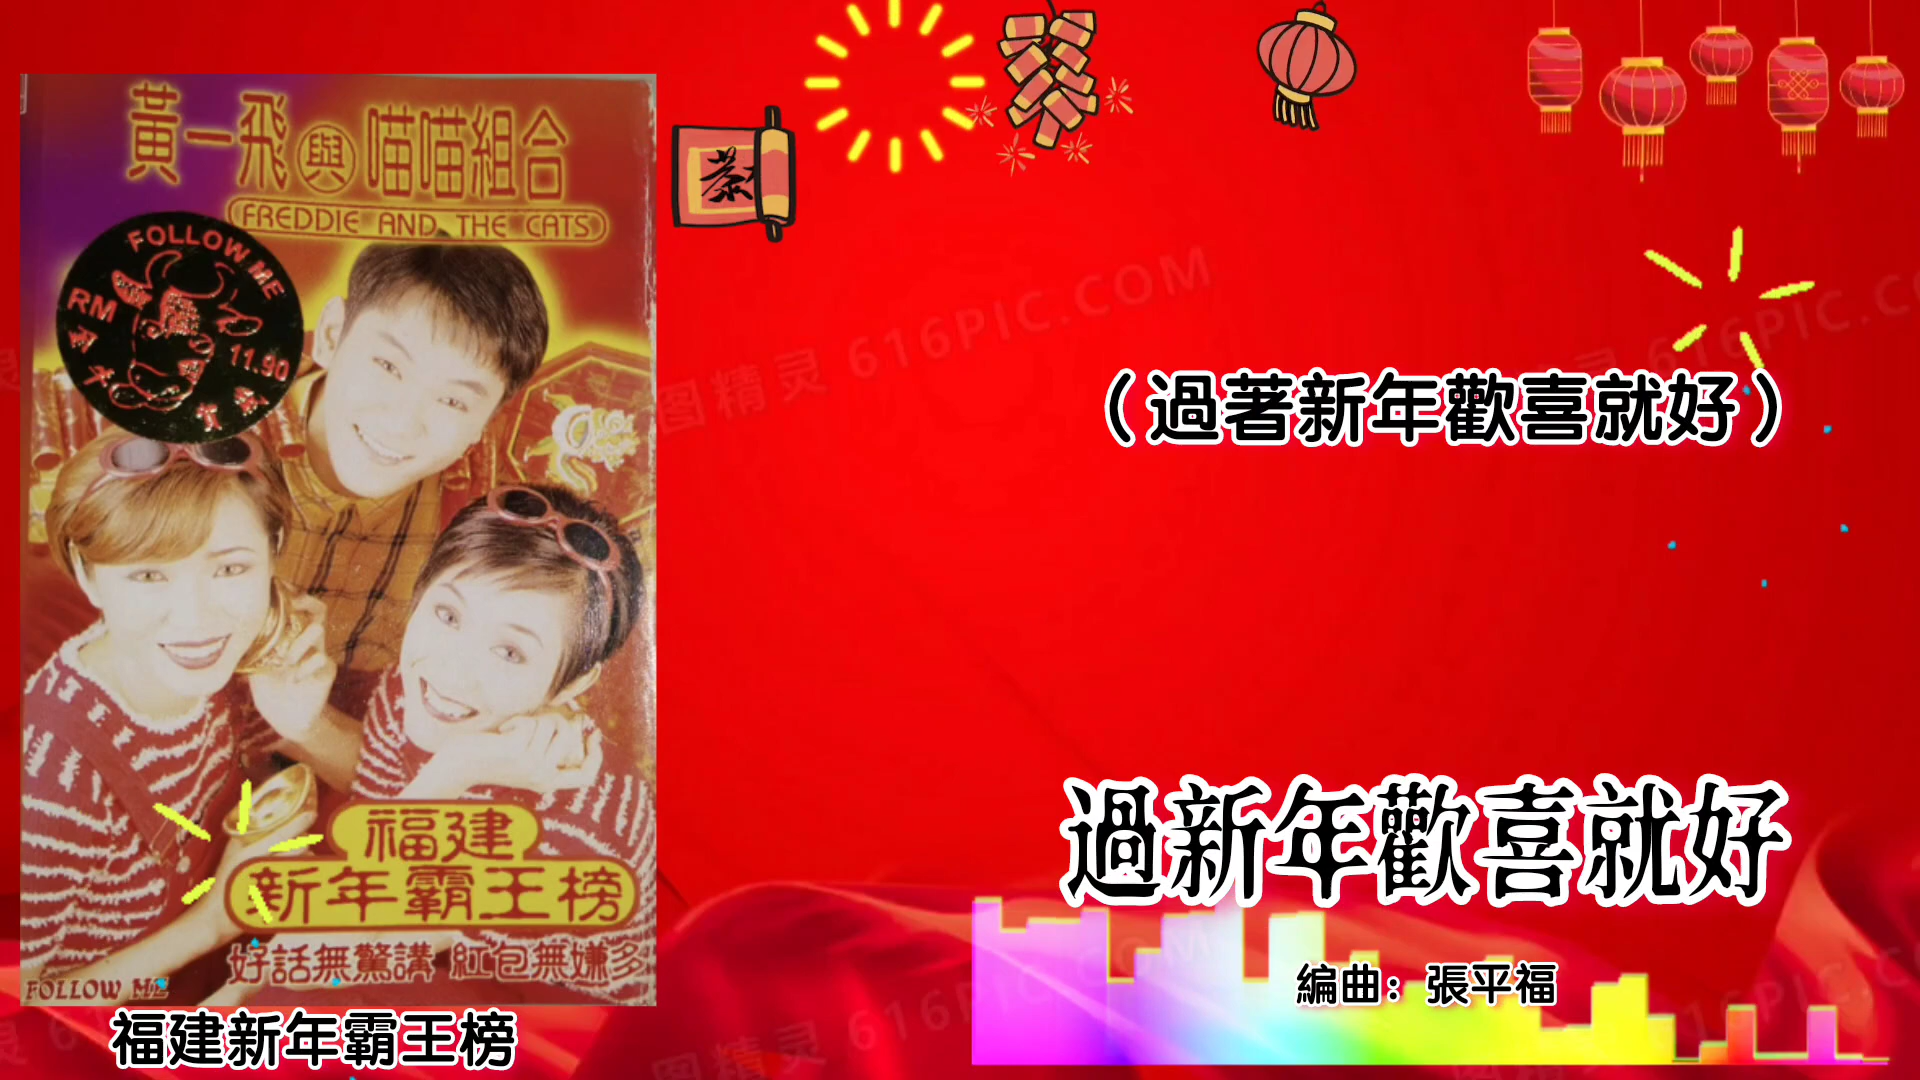 黃一飛與喵喵組合
FREDDIE AND THE CATS
FOLLOW ME
RM 11.90
福建
新年霸王榜
好話無驚講 紅包無嫌多
FOLLOW ME
福建新年霸王榜
(過著新年歡喜就好)
過新年歡喜就好
編曲: 張平福
图精灵 616PIC.COM